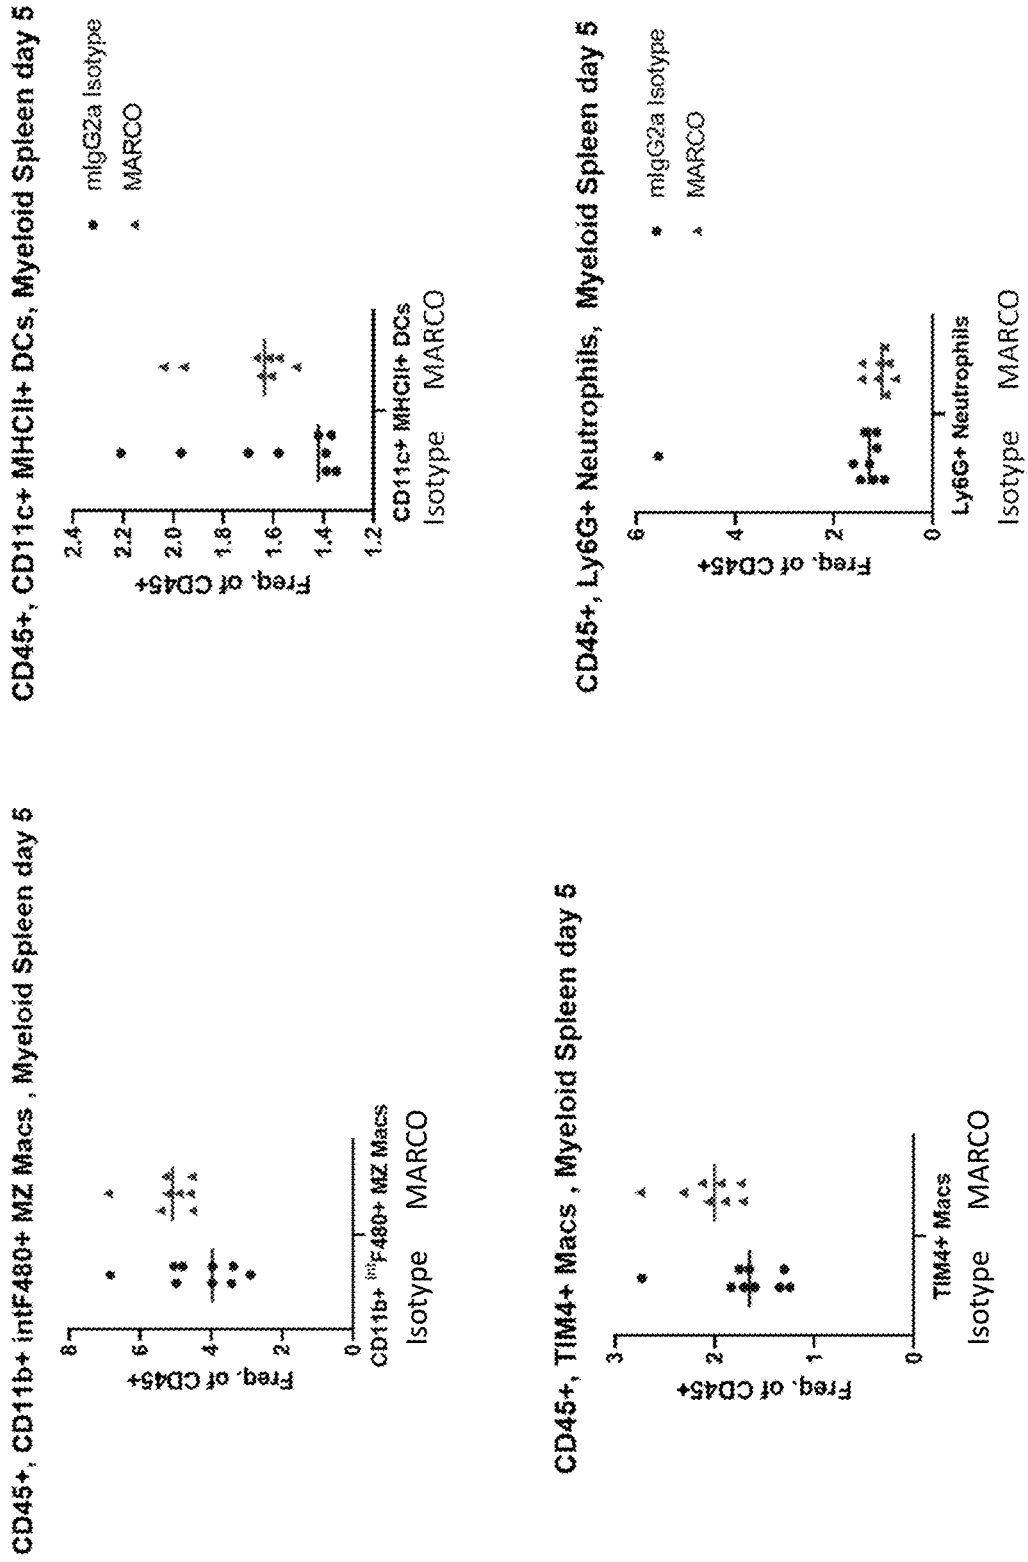 CD45+, CD11b+ intF480+ MZ Macs , Myeloid Spleen day 5
Freq. of CD45+
8
6
4
2
0
CD11b+ intF480+ MZ Macs
Isotype MARCO
CD45+, CD11c+ MHCII+ DCs, Myeloid Spleen day 5
mIgG2a Isotype
MARCO
Freq. of CD45+
2.4
2.2
2.0
1.8
1.6
1.4
1.2
CD11c+ MHCII+ DCs
Isotype MARCO
CD45+, TIM4+ Macs , Myeloid Spleen day 5
Freq. of CD45+
3
2
1
0
TIM4+ Macs
Isotype MARCO
CD45+, Ly6G+ Neutrophils, Myeloid Spleen day 5
mIgG2a Isotype
MARCO
Freq. of CD45+
6
4
2
0
Ly6G+ Neutrophils
Isotype MARCO